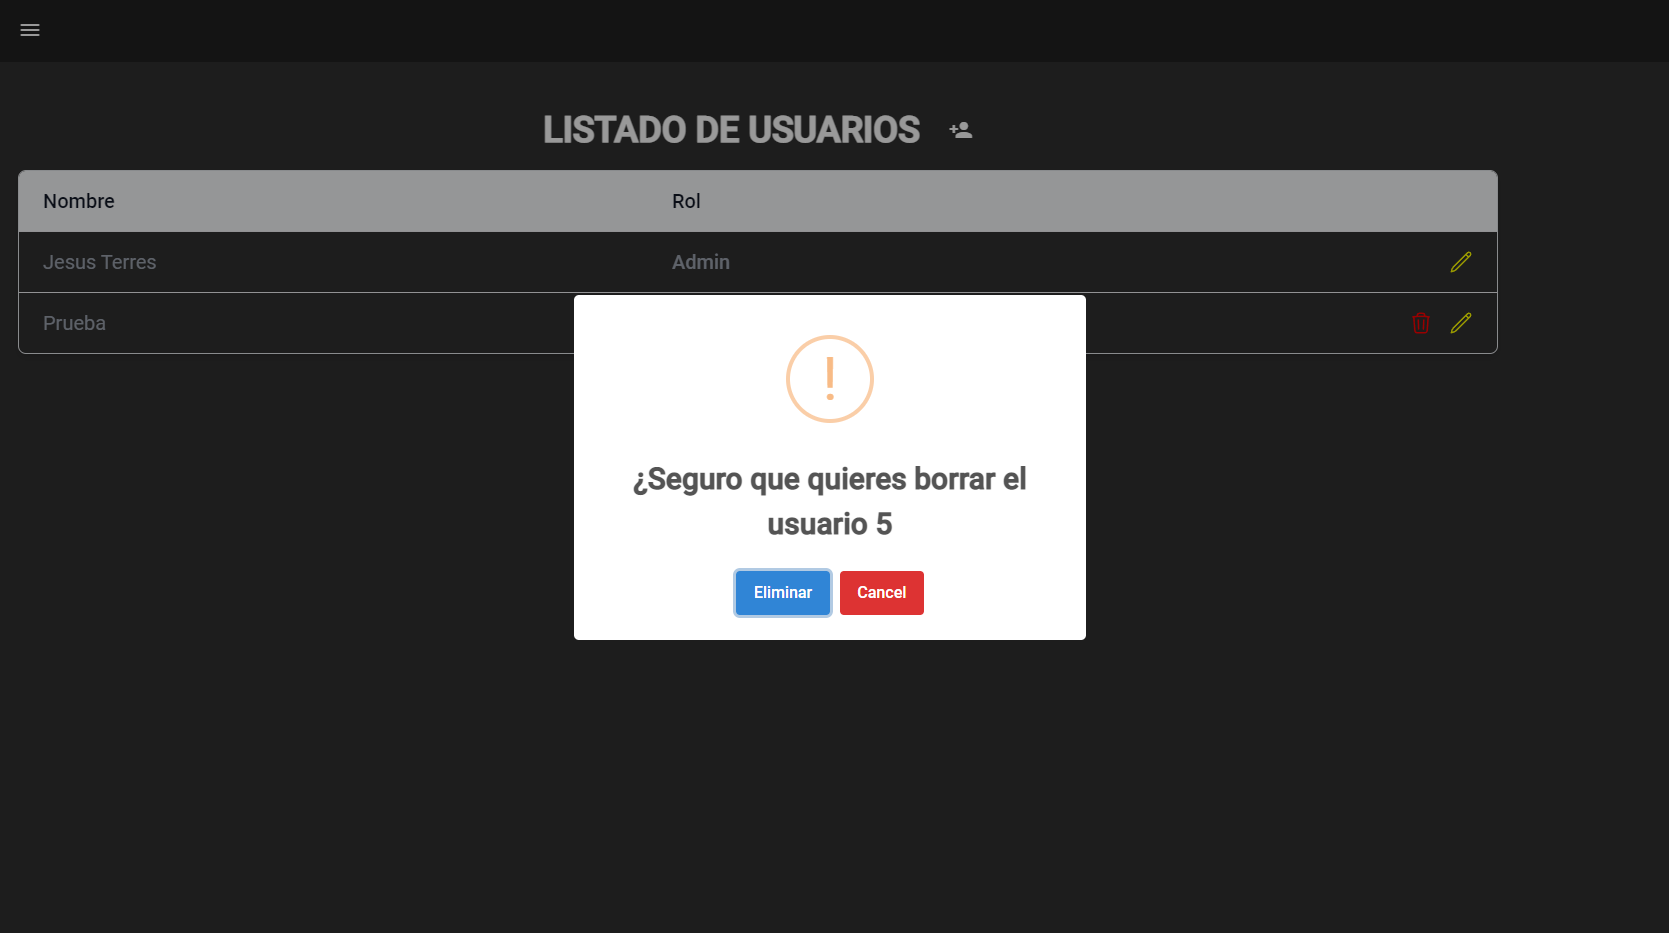 LISTADO DE USUARIOS
Nombre Rol
Jesus Terres Admin
Prueba
!
¿Seguro que quieres borrar el
usuario 5
Eliminar Cancel